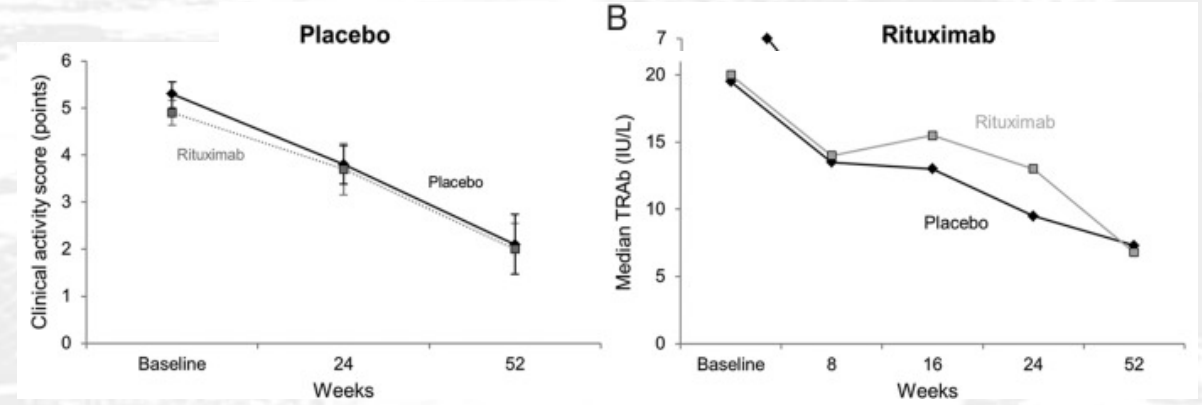 Placebo
Clinical activity score (points)
6
5
4
3
2
1
0
Rituximab
Placebo
Baseline
24
52
Weeks
B
Rituximab
7
Median TRAb (IU/L)
20
15
10
5
0
Rituximab
Placebo
Baseline
8
16
24
52
Weeks